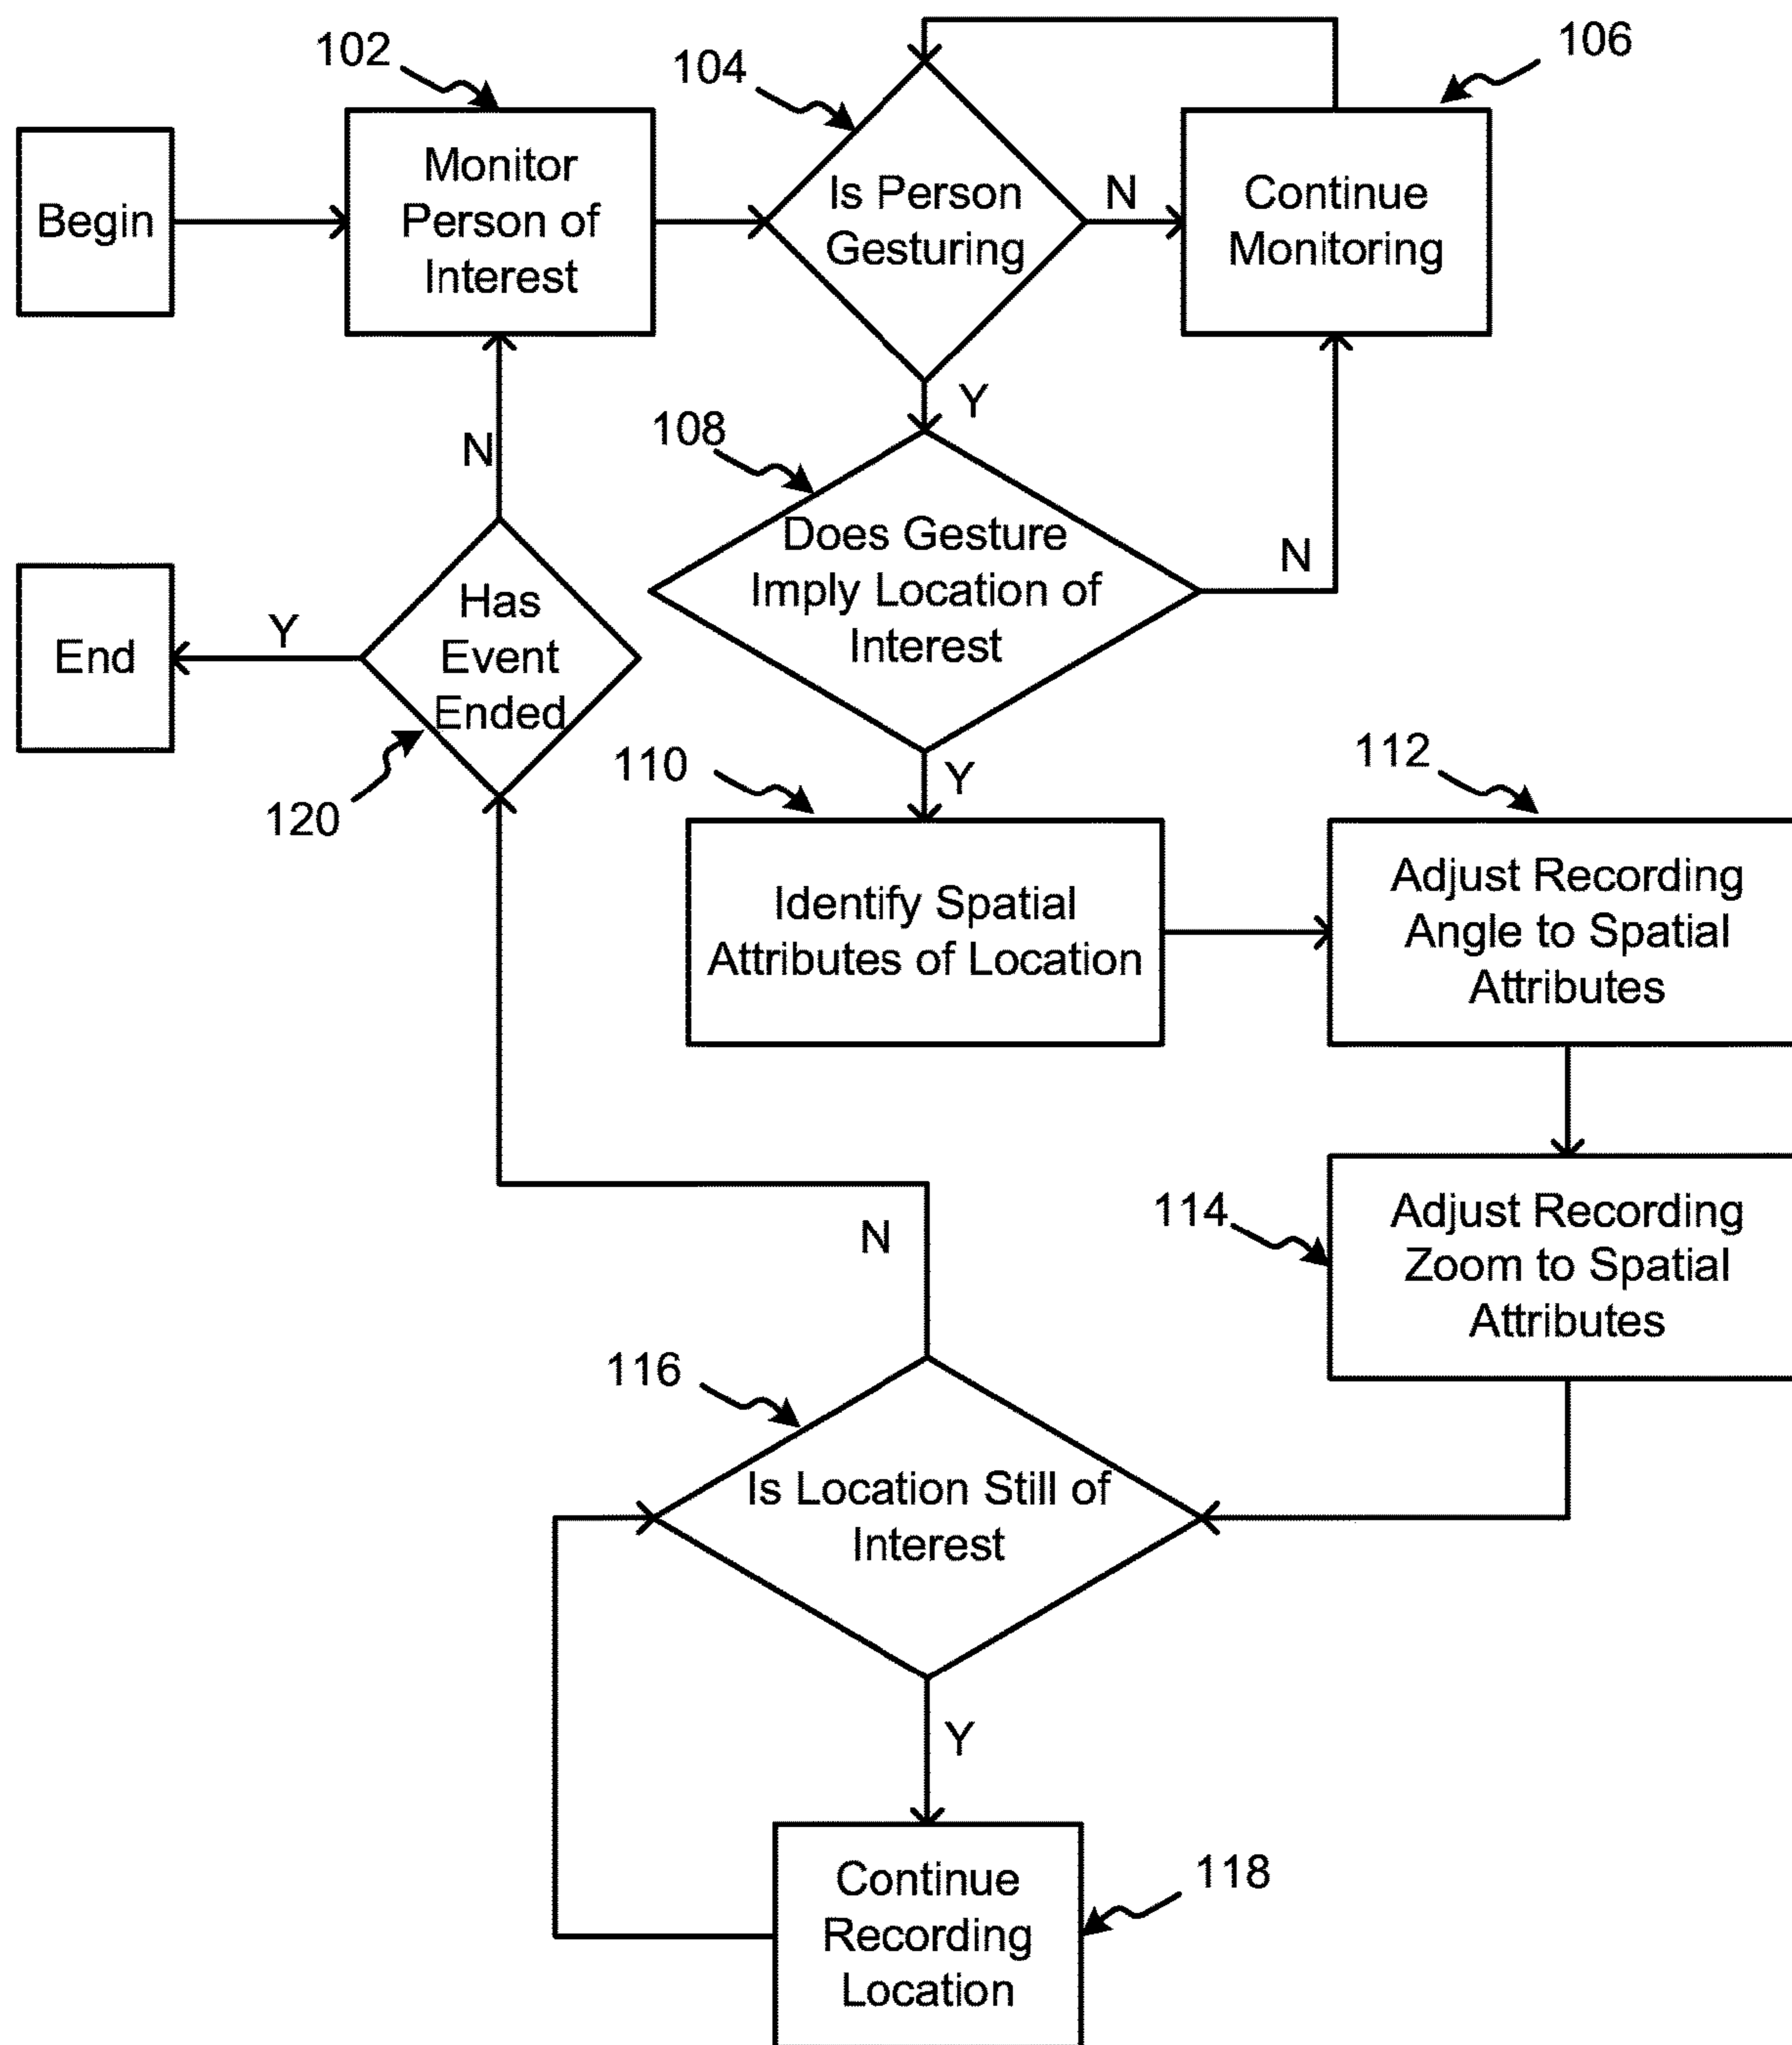 102
104
106
Begin
Monitor
Person of
Interest
Is Person
Gesturing
N
Continue
Monitoring
Y
N
108
Does Gesture
Imply Location of
Interest
N
End
Y
Has
Event
Ended
120
Y
110
112
Identify Spatial
Attributes of Location
Adjust Recording
Angle to Spatial
Attributes
114
Adjust Recording
Zoom to Spatial
Attributes
N
116
Is Location Still of
Interest
Y
118
Continue
Recording
Location